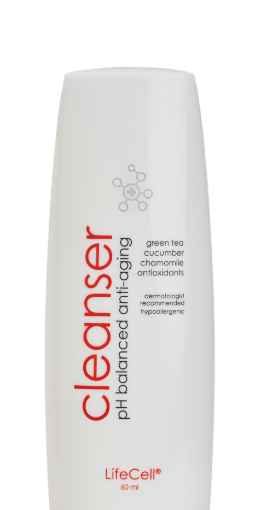 cleanser
pH balanced anti-aging
green tea
cucumber
chamomile
antioxidants
dermatologist
recommended
hypoallergenic
LifeCell®
60 ml